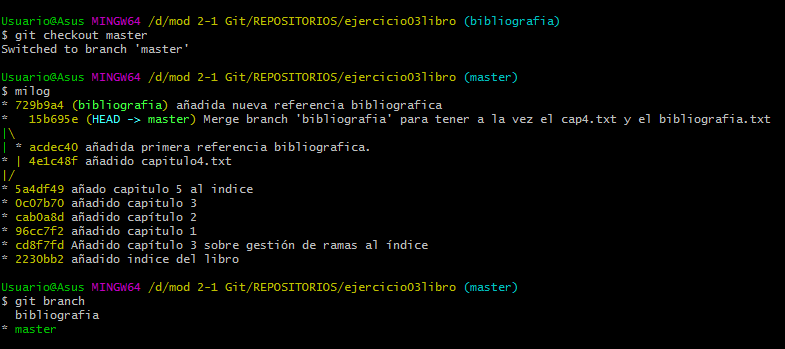 Usuario@Asus MINGW64 /d/mod 2-1 Git/REPOSITORIOS/ejercicio03libro (bibliografia)
$ git checkout master
Switched to branch 'master'

Usuario@Asus MINGW64 /d/mod 2-1 Git/REPOSITORIOS/ejercicio03libro (master)
$ milog
* 729b9a4 (bibliografia) añadida nueva referencia bibliografica
*   15b695e (HEAD -> master) Merge branch 'bibliografia' para tener a la vez el cap4.txt y el bibliografia.txt
|\
| * acdec40 añadida primera referencia bibliografica.
* | 4e1c48f añadido capitulo4.txt
|/
* 5a4df49 añado capitulo 5 al indice
* 0c07b70 añadido capitulo 3
* cab0a8d añadido capítulo 2
* 96cc7f2 añadido capitulo 1
* cd8f7fd Añadido capítulo 3 sobre gestión de ramas al índice
* 2230bb2 añadido indice del libro

Usuario@Asus MINGW64 /d/mod 2-1 Git/REPOSITORIOS/ejercicio03libro (master)
$ git branch
  bibliografia
* master